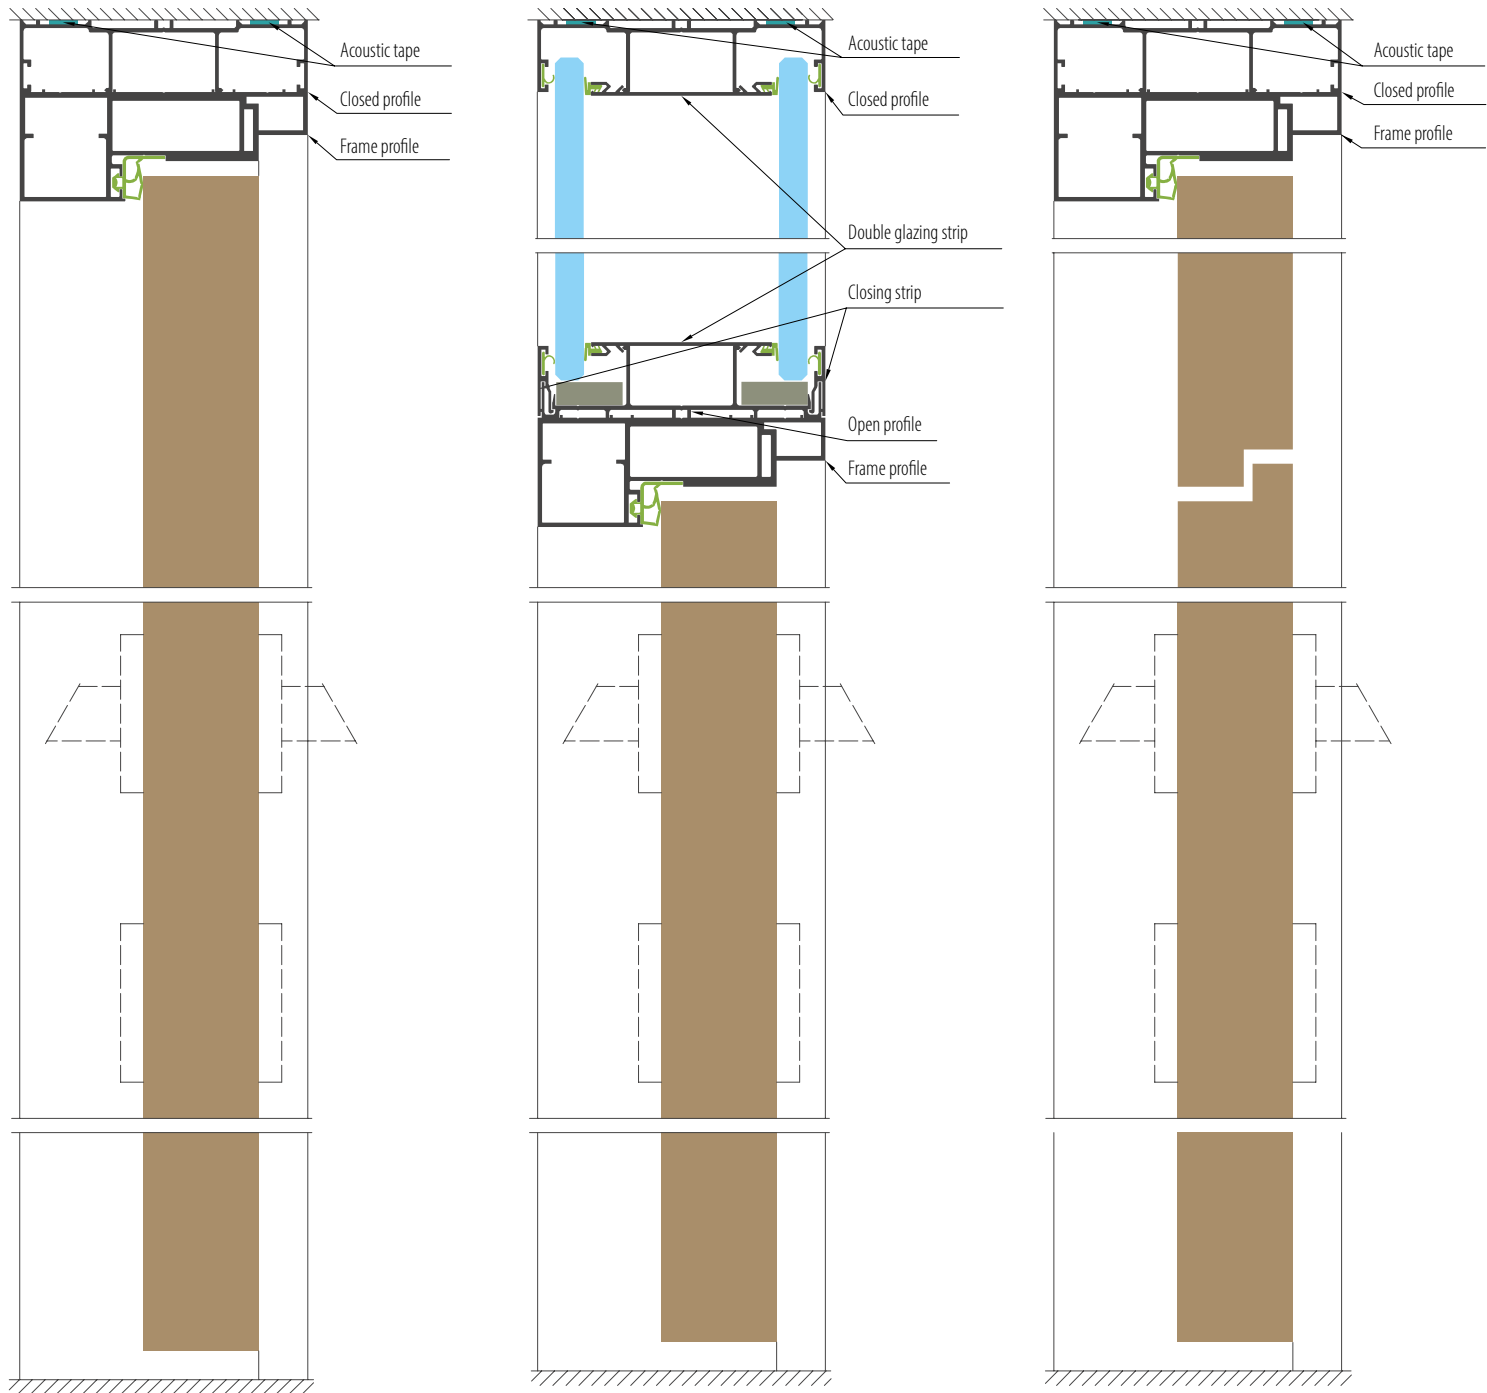 Acoustic tape
Closed profile
Frame profile
Acoustic tape
Closed profile
Double glazing strip
Closing strip
Open profile
Frame profile
Acoustic tape
Closed profile
Frame profile